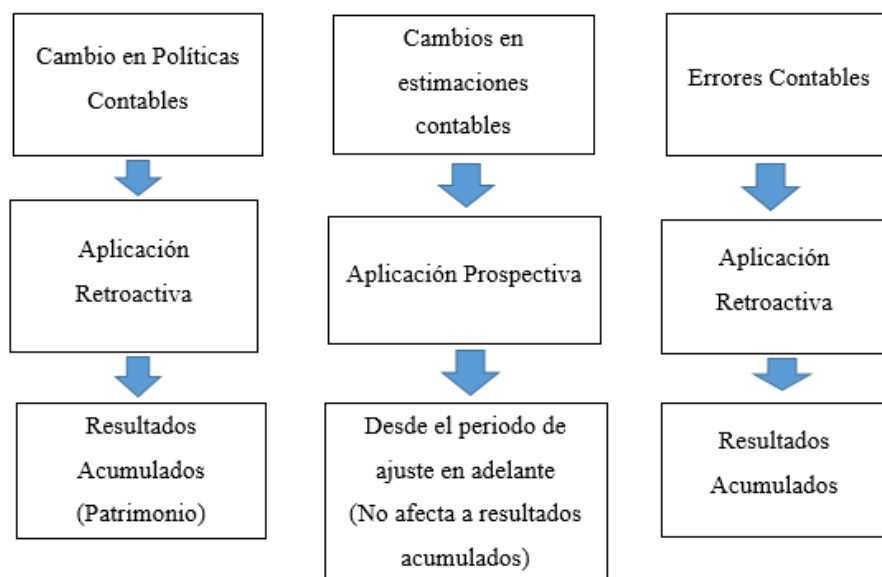 Cambio en Políticas
Contables
Cambios en
estimaciones
contables
Errores Contables
Aplicación
Retroactiva
Aplicación Prospectiva
Aplicación
Retroactiva
Resultados
Acumulados
(Patrimonio)
Desde el periodo de
ajuste en adelante
(No afecta a resultados
acumulados)
Resultados
Acumulados